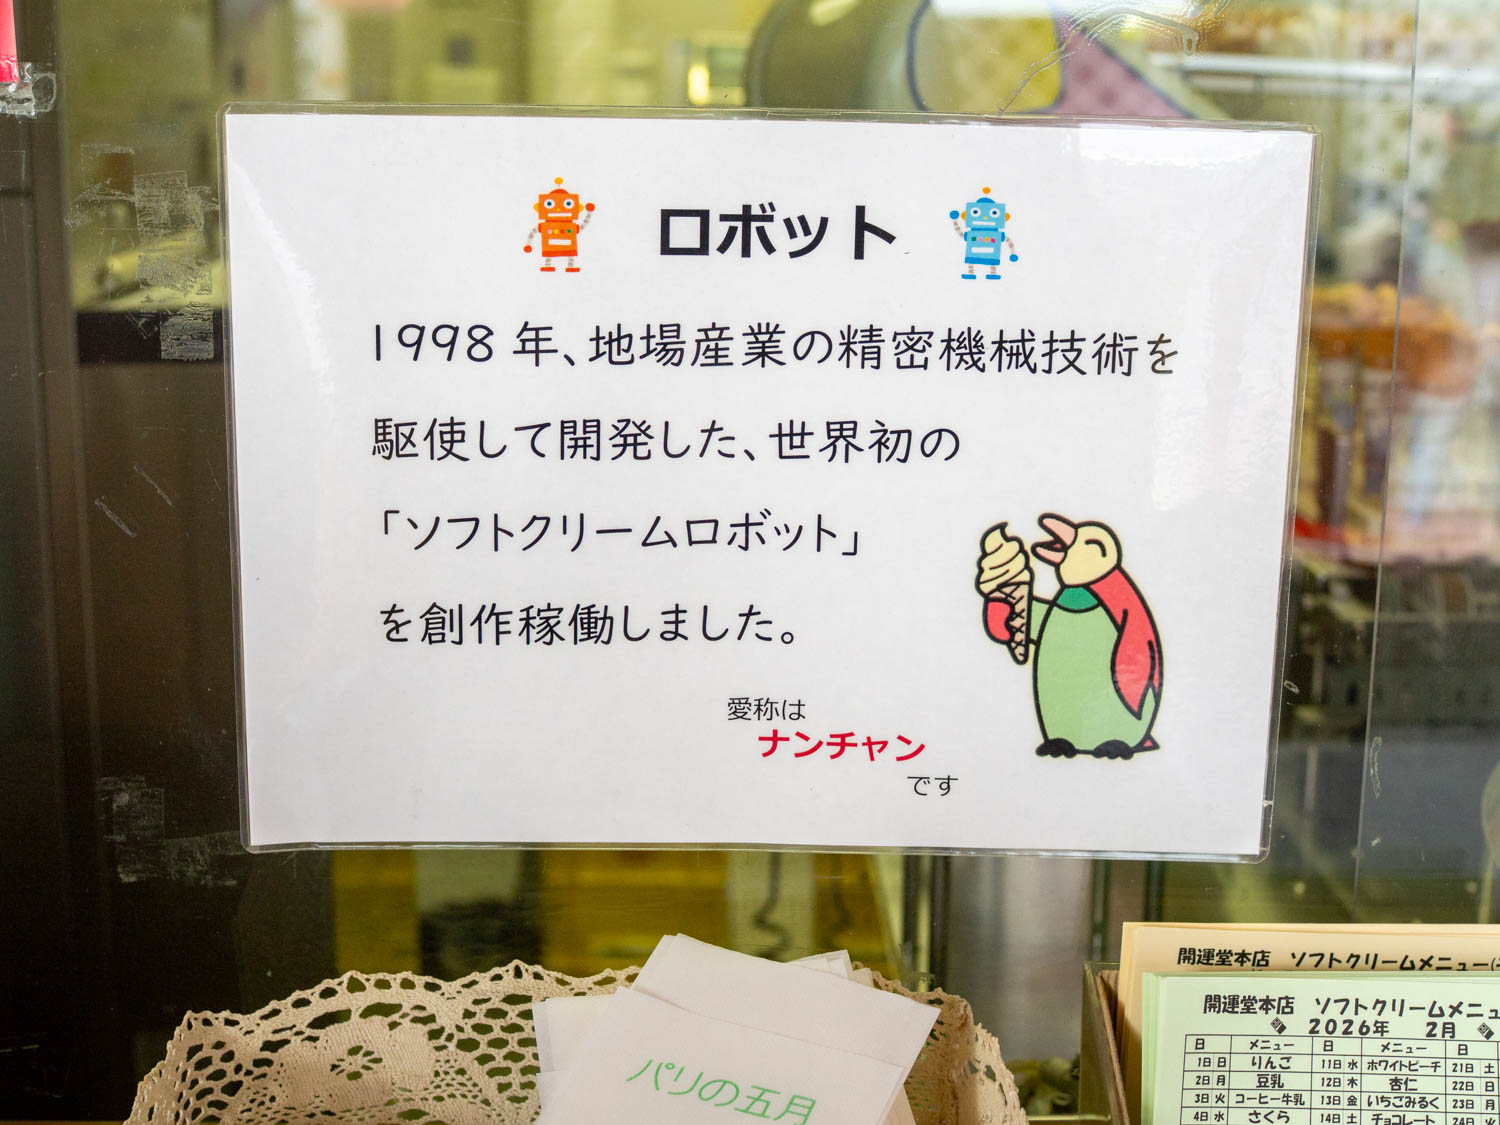 ロボット
1998年、地場産業の精密機械技術を
駆使して開発した、世界初の
「ソフトクリームロボット」
を創作稼働しました。
愛称は
ナンチャン
です
パリの五月
開運堂本店 ソフトクリームメニュー
開運堂本店 ソフトクリームメニュ
2026年 2月
日 メニュー 日 メニュー 日
1日 日 りんご 11日 水 ホワイトピーチ 21日 土
2日 月 豆乳 12日 木 杏仁 22日 日
3日 火 コーヒー牛乳 13日 金 いちごみるく 23日 月
4日 水 さくら 14日 土 チョコレート 24日 火